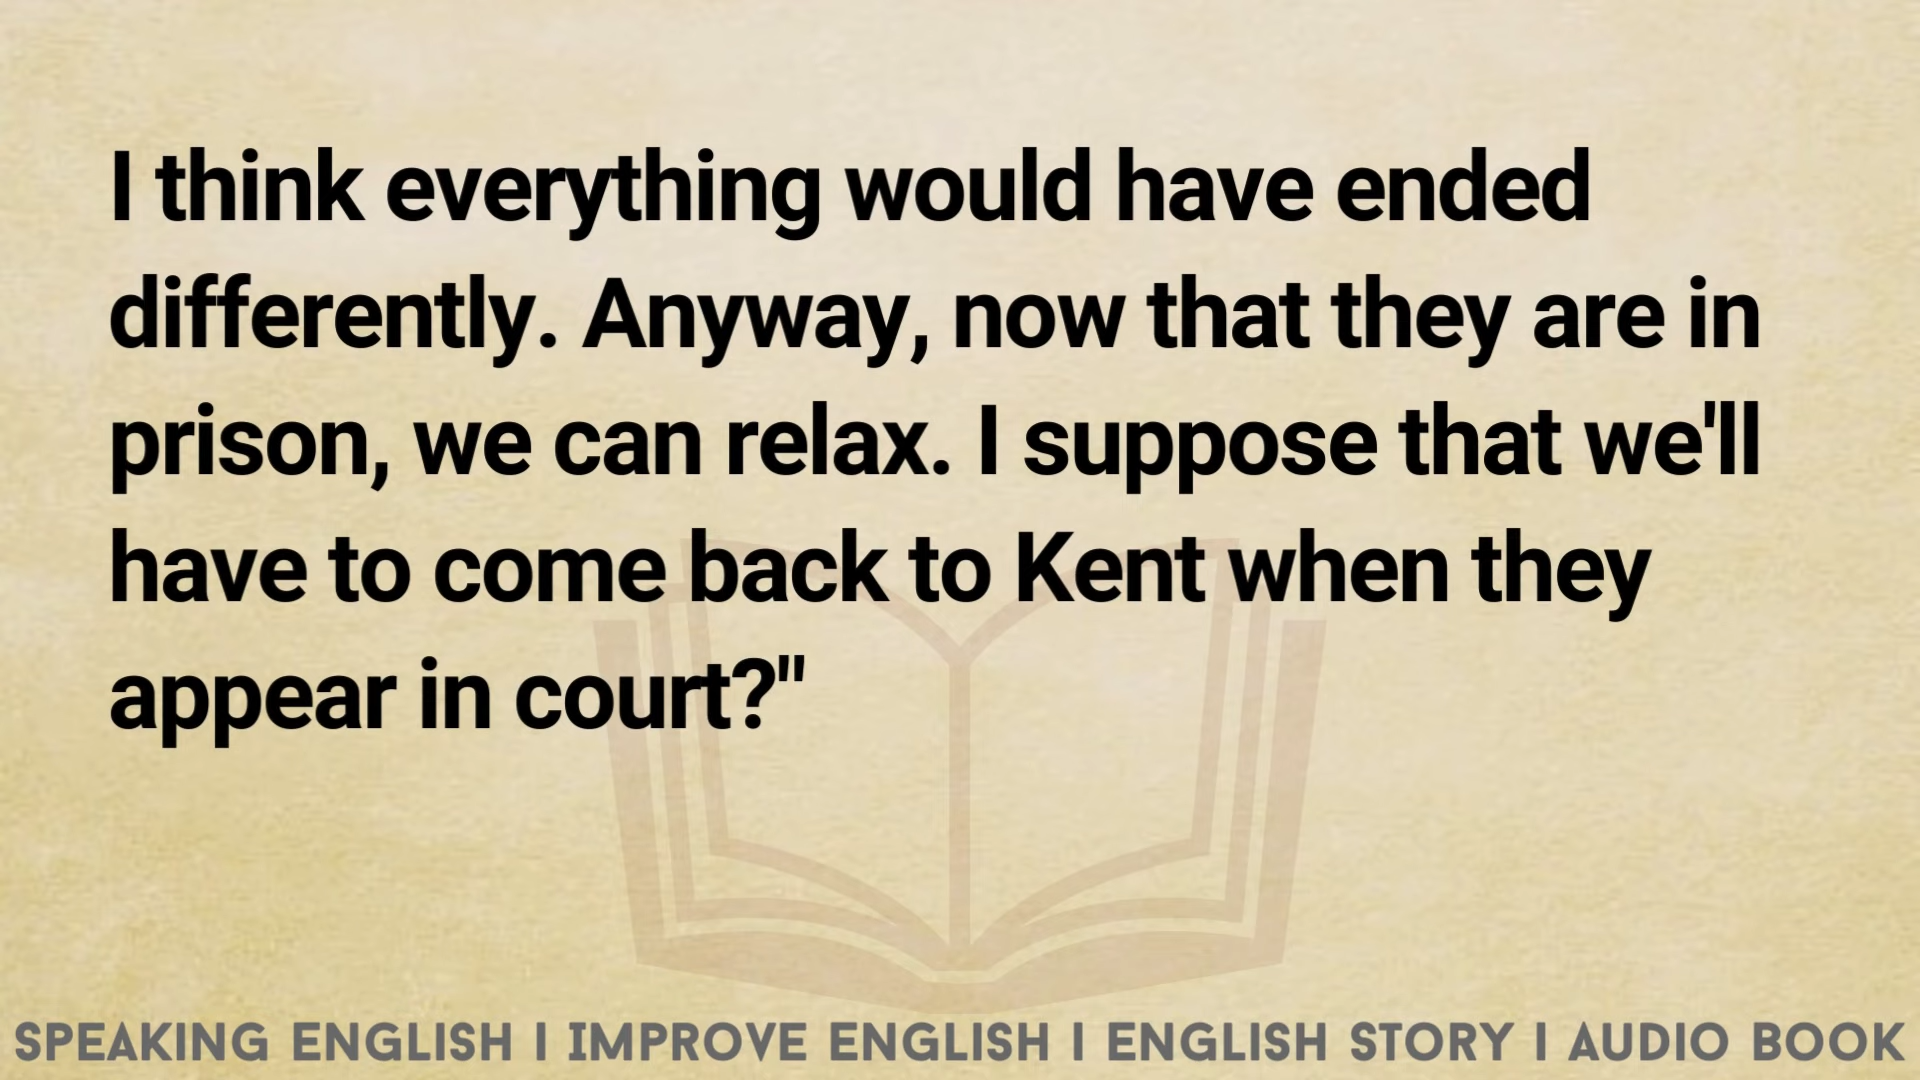 I think everything would have ended
differently. Anyway, now that they are in
prison, we can relax. I suppose that we'll
have to come back to Kent when they
appear in court?"
SPEAKING ENGLISH I IMPROVE ENGLISH I ENGLISH STORY I AUDIO BOOK